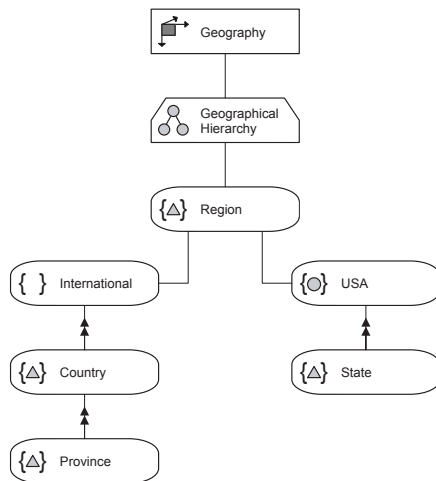 Geography
Geographical
Hierarchy
Region
{ } International
USA
Country
State
Province